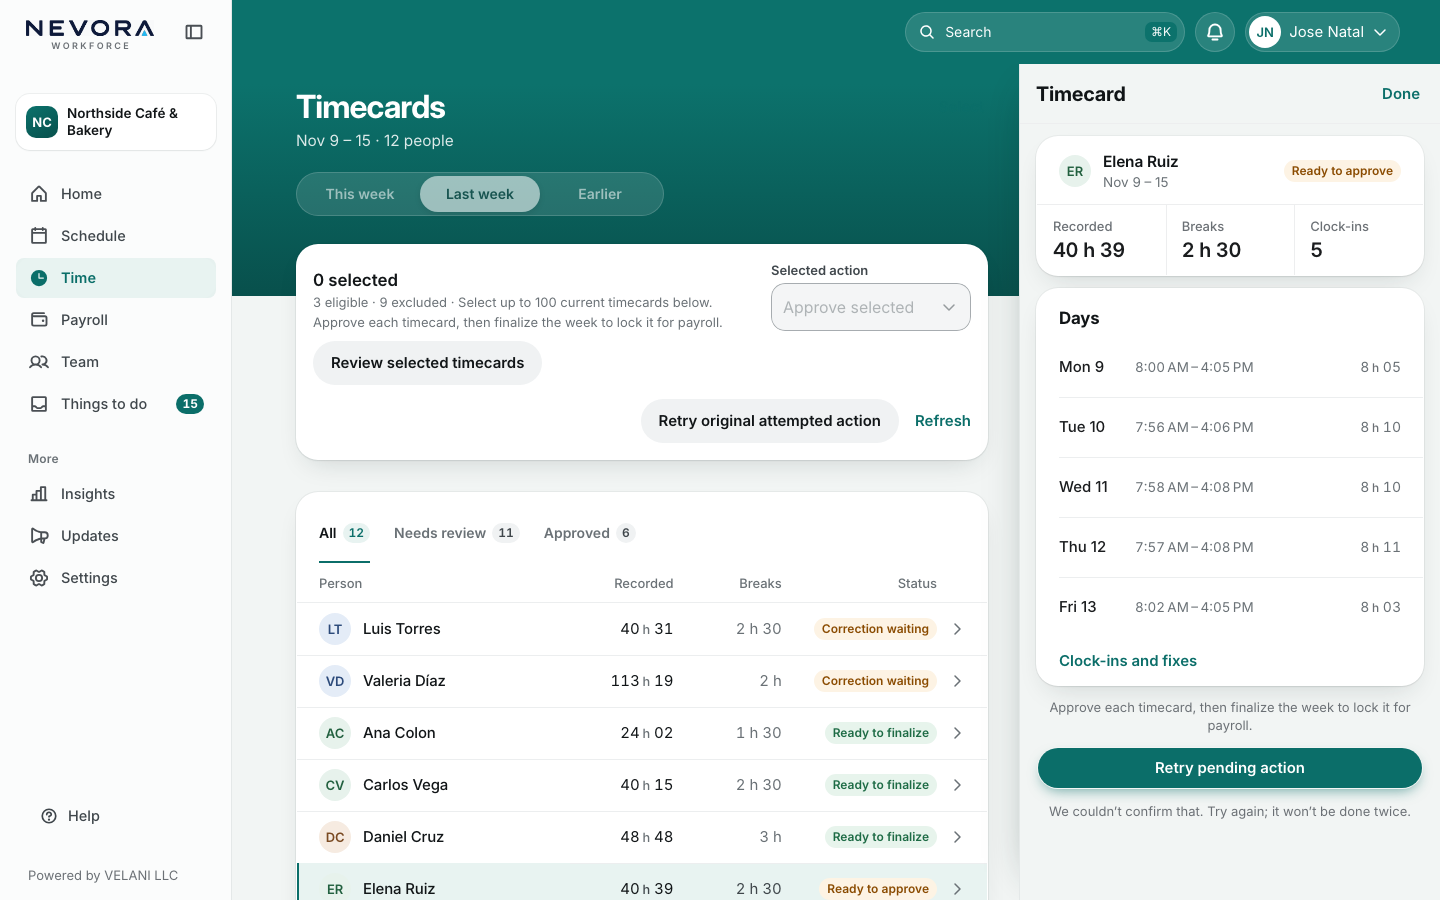 NEVORA
WORKFORCE
NC
Northside Café &
Bakery
Home
Schedule
Time
Payroll
Team
Things to do 15
More
Insights
Updates
Settings
Help
Powered by VELANI LLC
Search ⌘K
JN Jose Natal
Timecards
Nov 9 – 15 · 12 people
This week Last week Earlier
0 selected
3 eligible · 9 excluded · Select up to 100 current timecards below.
Approve each timecard, then finalize the week to lock it for payroll.
Selected action
Approve selected
Review selected timecards
Retry original attempted action Refresh
All 12 Needs review 11 Approved 6
Person Recorded Breaks Status
LT Luis Torres 40 h 31 2 h 30 Correction waiting
VD Valeria Díaz 113 h 19 2 h Correction waiting
AC Ana Colon 24 h 02 1 h 30 Ready to finalize
CV Carlos Vega 40 h 15 2 h 30 Ready to finalize
DC Daniel Cruz 48 h 48 3 h Ready to finalize
ER Elena Ruiz 40 h 39 2 h 30 Ready to approve
Timecard Done
ER Elena Ruiz
Nov 9 – 15
Ready to approve
Recorded Breaks Clock-ins
40 h 39 2 h 30 5
Days
Mon 9 8:00 AM – 4:05 PM 8 h 05
Tue 10 7:56 AM – 4:06 PM 8 h 10
Wed 11 7:58 AM – 4:08 PM 8 h 10
Thu 12 7:57 AM – 4:08 PM 8 h 11
Fri 13 8:02 AM – 4:05 PM 8 h 03
Clock-ins and fixes
Approve each timecard, then finalize the week to lock it for
payroll.
Retry pending action
We couldn’t confirm that. Try again; it won’t be done twice.